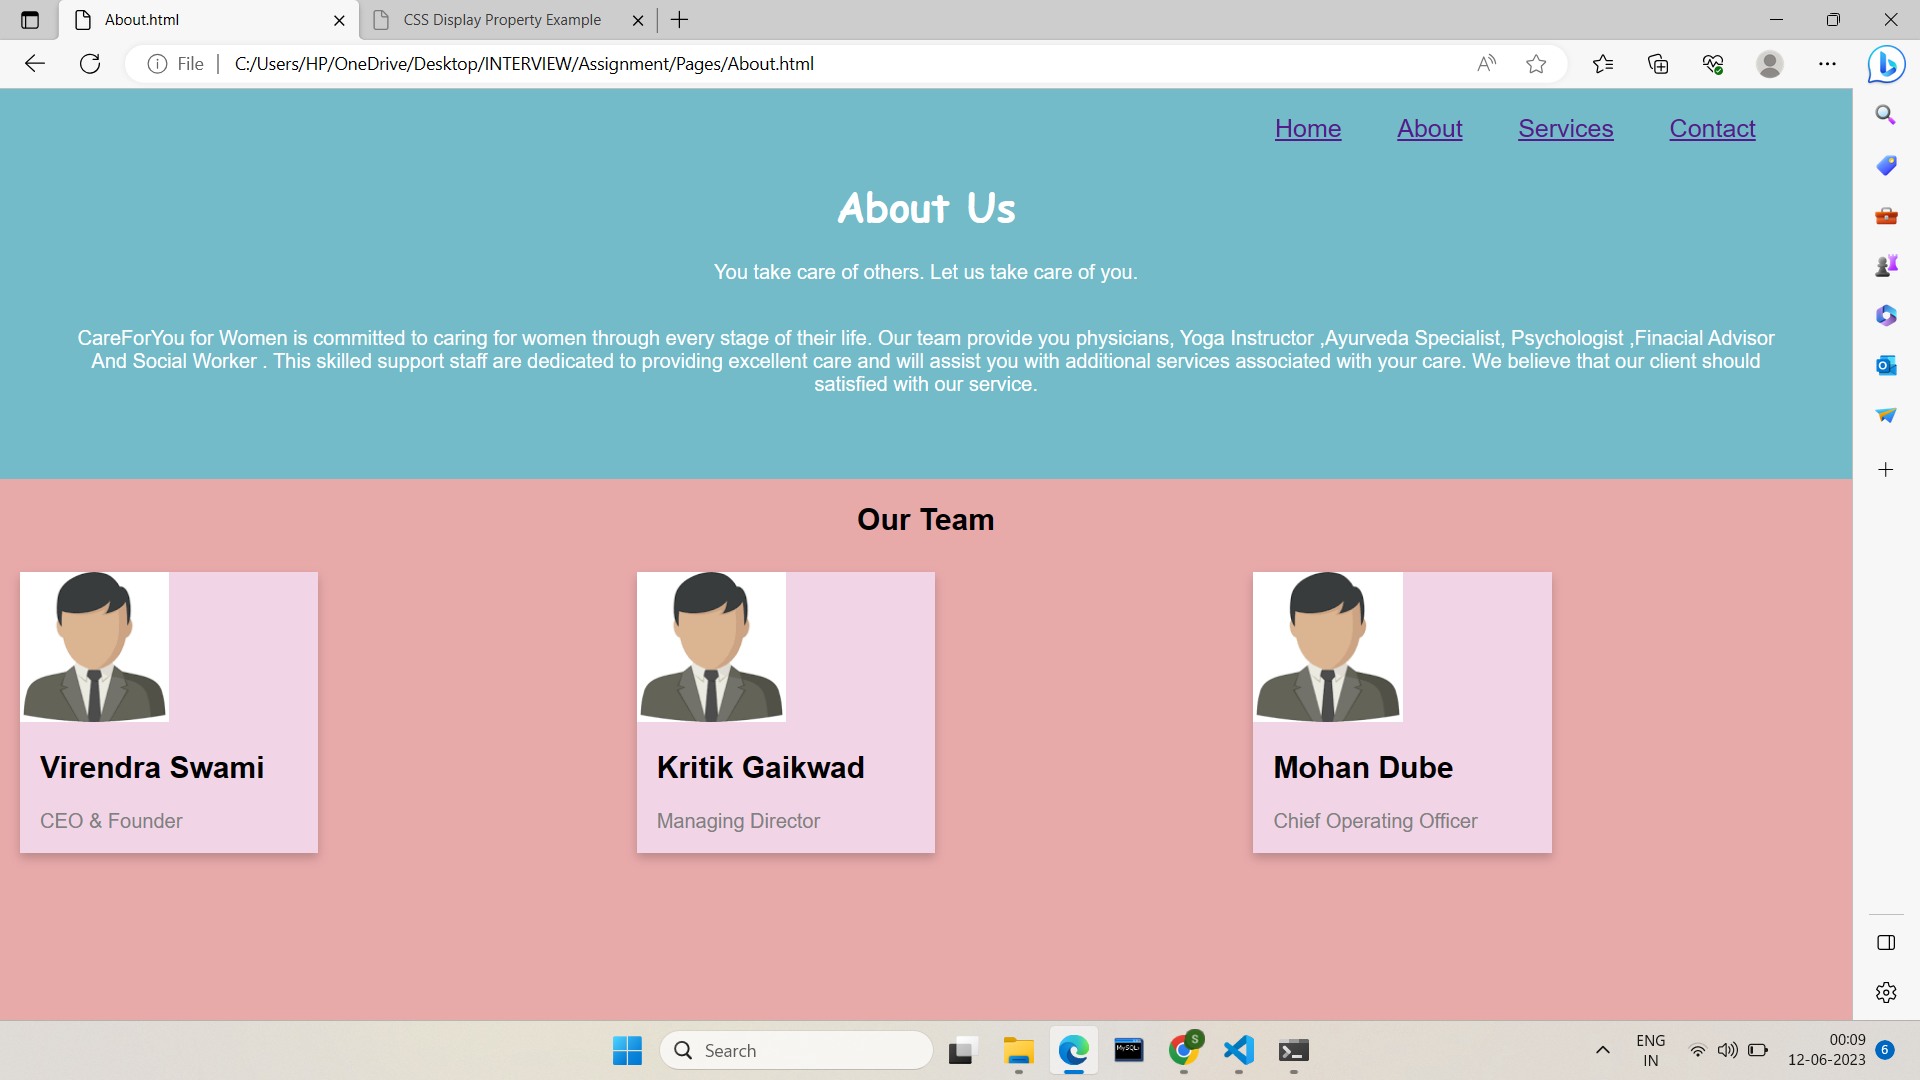 About.html
CSS Display Property Example
File
C:/Users/HP/OneDrive/Desktop/INTERVIEW/Assignment/Pages/About.html
Home About Services Contact
About Us
You take care of others. Let us take care of you.
CareForYou for Women is committed to caring for women through every stage of their life. Our team provide you physicians, Yoga Instructor ,Ayurveda Specialist, Psychologist ,Finacial Advisor
And Social Worker . This skilled support staff are dedicated to providing excellent care and will assist you with additional services associated with your care. We believe that our client should
satisfied with our service.
Our Team
Virendra Swami
CEO & Founder
Kritik Gaikwad
Managing Director
Mohan Dube
Chief Operating Officer
Search
MySQL
S
ENG
IN
00:09
12-06-2023
6